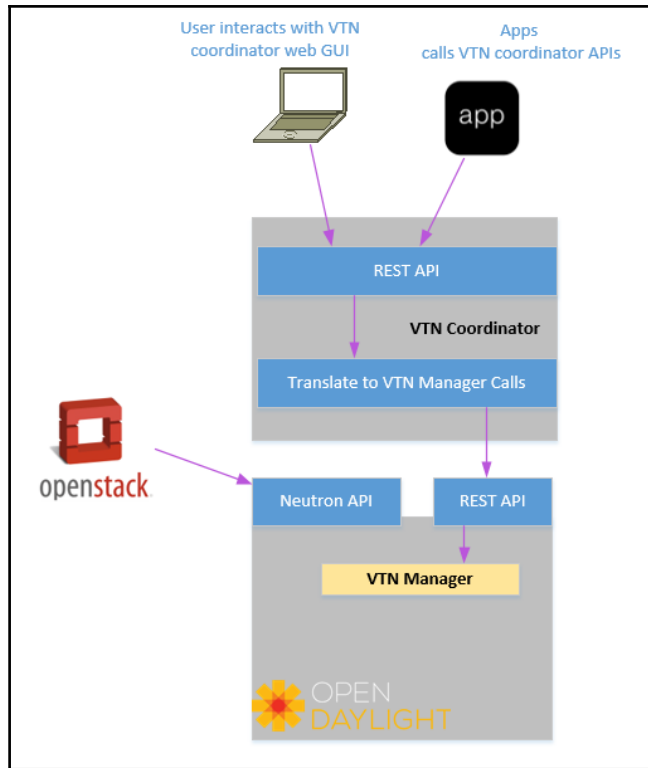 User interacts with VTN
coordinator web GUI
Apps
calls VTN coordinator APIs
app
REST API
VTN Coordinator
Translate to VTN Manager Calls
openstack
Neutron API
REST API
VTN Manager
OPEN
DAYLIGHT